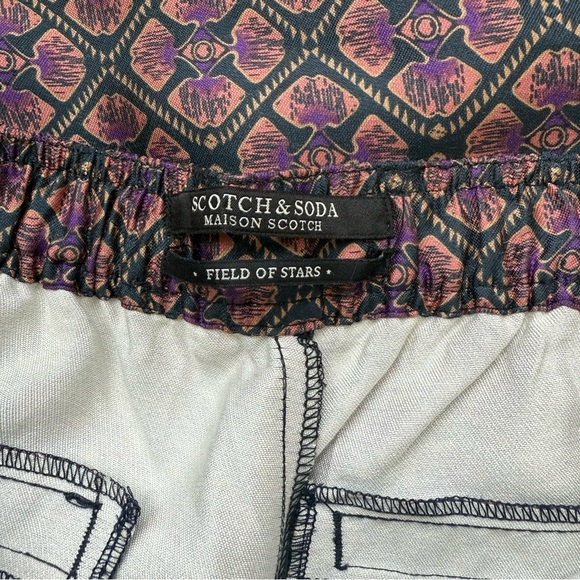 SCOTCH & SODA
MAISON SCOTCH
• FIELD OF STARS •